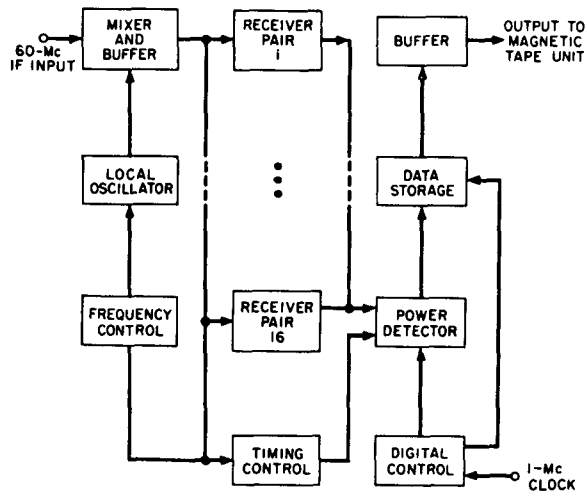 60-Mc
IF INPUT
MIXER
AND
BUFFER
RECEIVER
PAIR
i
BUFFER
OUTPUT TO
MAGNETIC
TAPE UNIT
LOCAL
OSCILLATOR
DATA
STORAGE
FREQUENCY
CONTROL
RECEIVER
PAIR
16
POWER
DETECTOR
TIMING
CONTROL
DIGITAL
CONTROL
1-Mc
CLOCK